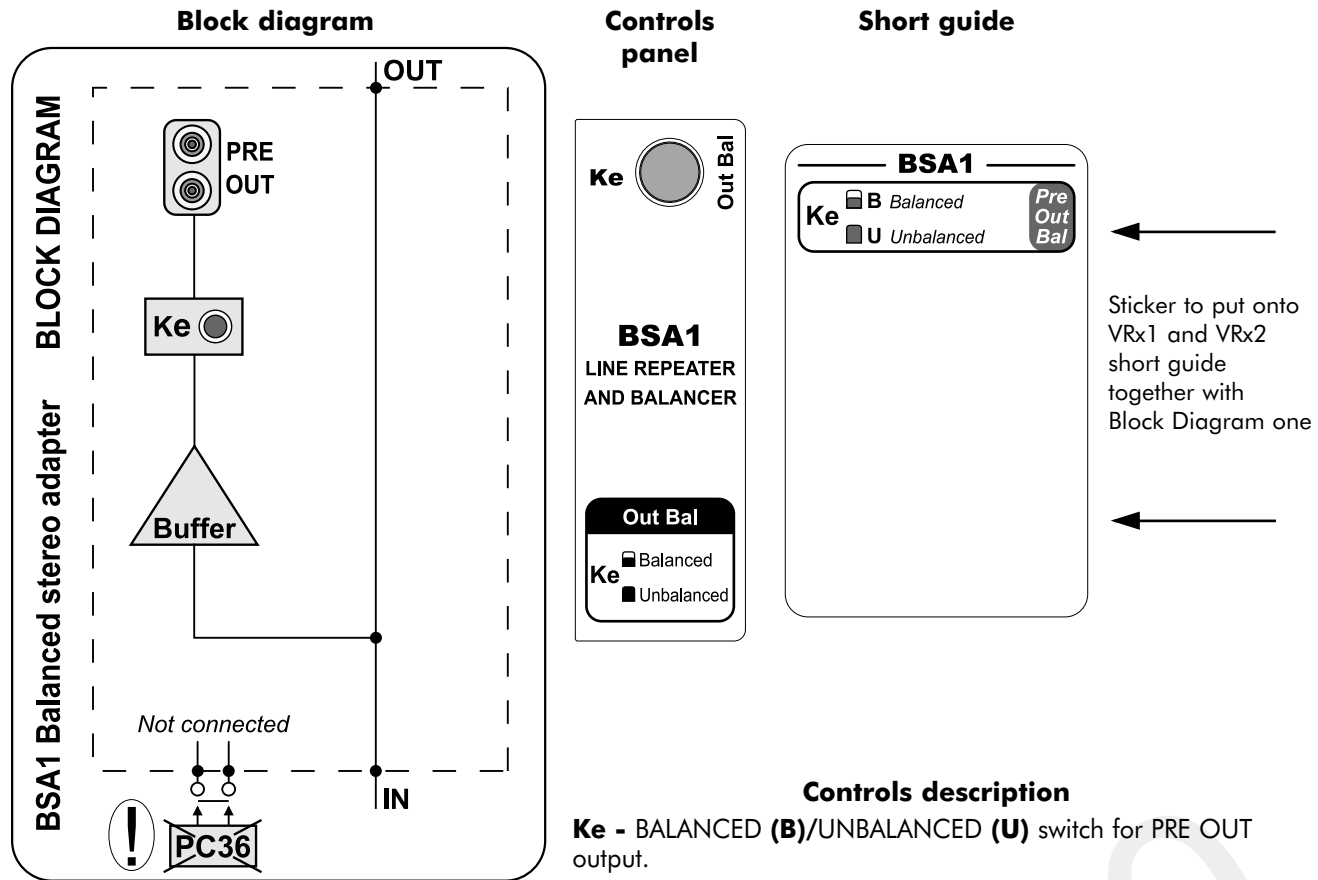 Block diagram
BLOCK DIAGRAM
BSA1 Balanced stereo adapter
OUT
PRE
OUT
Ke
Buffer
Not connected
IN
!
PC36
Controls
panel
Ke
Out Bal
BSA1
LINE REPEATER
AND BALANCER
Out Bal
Ke
Balanced
Unbalanced
Short guide
BSA1
Ke
B Balanced
U Unbalanced
Pre
Out
Bal
Sticker to put onto
VRx1 and VRx2
short guide
together with
Block Diagram one
Controls description
Ke - BALANCED (B)/UNBALANCED (U) switch for PRE OUT
output.